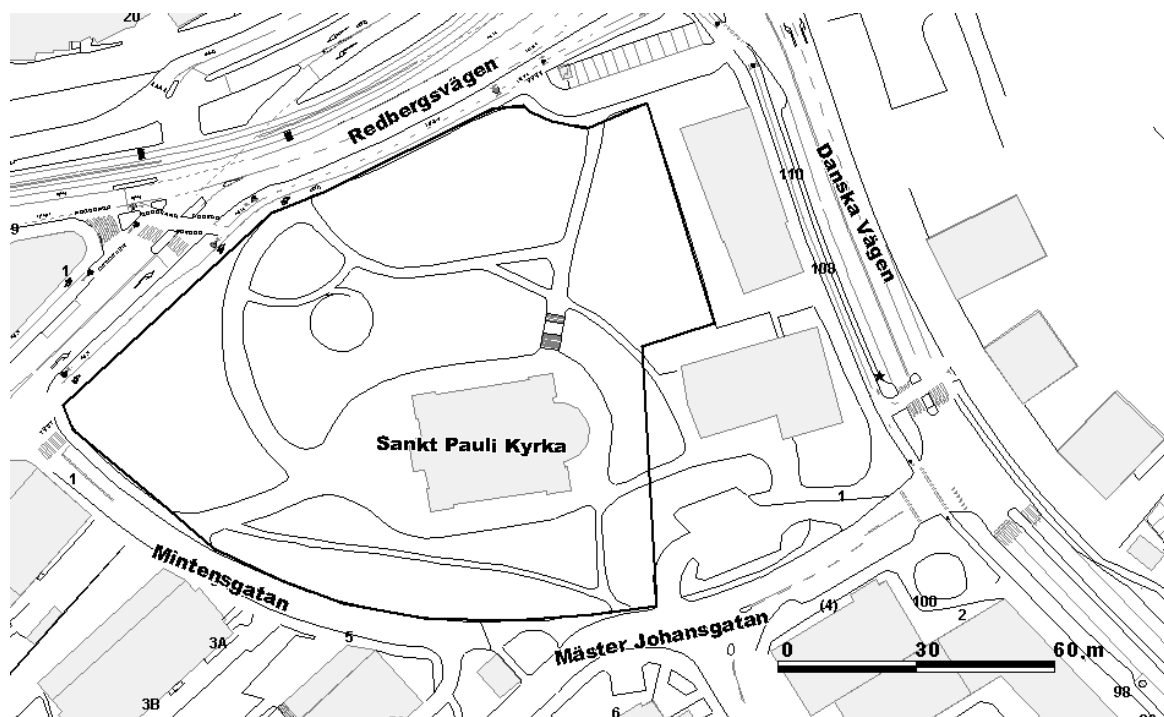 20
Redbergsvägen
110
Danska Vägen
9
1
108
Sankt Pauli Kyrka
1
1
Mintensgatan
100
(4)
2
3A
5
Mäster Johansgatan
0 30 60 m
98
3B
6